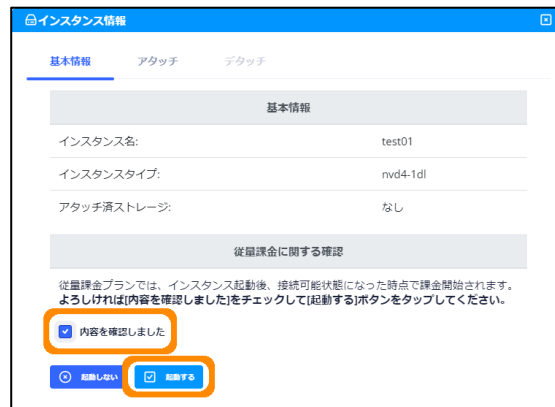 インスタンス情報
基本情報 アタッチ デタッチ
基本情報
インスタンス名: test01
インスタンスタイプ: nvd4-1dl
アタッチ済ストレージ: なし
従量課金に関する確認
従量課金プランでは、インスタンス起動後、接続可能状態になった時点で課金開始されます。
よろしければ[内容を確認しました]をチェックして[起動する]ボタンをタップしてください。
内容を確認しました
起動しない 起動する